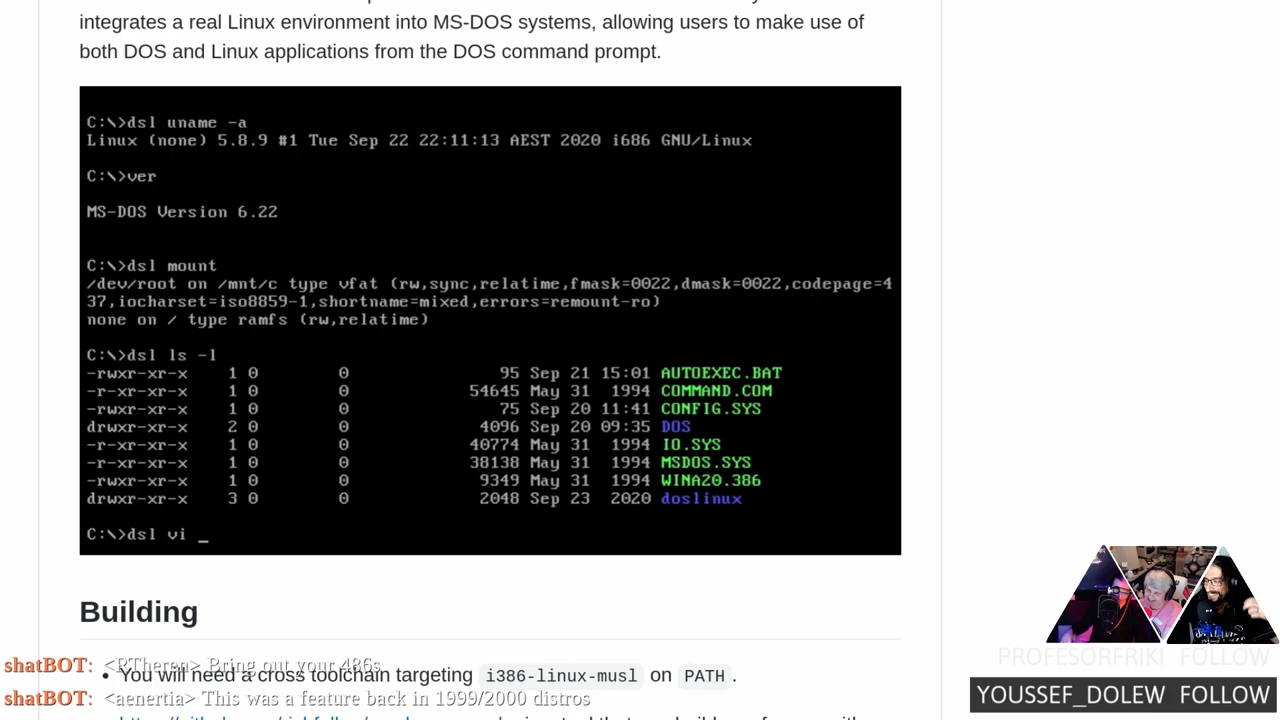 integrates a real Linux environment into MS-DOS systems, allowing users to make use of
both DOS and Linux applications from the DOS command prompt.
C:\>dsl uname -a
Linux (none) 5.8.9 #1 Tue Sep 22 22:11:13 AEST 2020 i686 GNU/Linux
C:\>ver
MS-DOS Version 6.22
C:\>dsl mount
/dev/root on /mnt/c type vfat (rw,sync,relatime,fmask=0022,dmask=0022,codepage=4
37,iocharset=iso8859-1,shortname=mixed,errors=remount-ro)
none on / type ramfs (rw,relatime)
C:\>dsl ls -l
-rwxr-xr-x 1 0 0 95 Sep 21 15:01 AUTOEXEC.BAT
-r-xr-xr-x 1 0 0 54645 May 31 1994 COMMAND.COM
-rwxr-xr-x 1 0 0 75 Sep 20 11:41 CONFIG.SYS
drwxr-xr-x 2 0 0 4096 Sep 20 09:35 DOS
-r-xr-xr-x 1 0 0 40774 May 31 1994 IO.SYS
-r-xr-xr-x 1 0 0 38138 May 31 1994 MSDOS.SYS
-rwxr-xr-x 1 0 0 9349 May 31 1994 WINA20.386
drwxr-xr-x 3 0 0 2048 Sep 23 2020 doslinux
C:\>dsl vi _
Building
PROFESORFRIKI FOLLOW
shatBOT: <RTheren> Bring out your 486s
• You will need a cross toolchain targeting i386-linux-musl on PATH.
YOUSSEF_DOLEW FOLLOW
shatBOT: <aenertia> This was a feature back in 1999/2000 distros